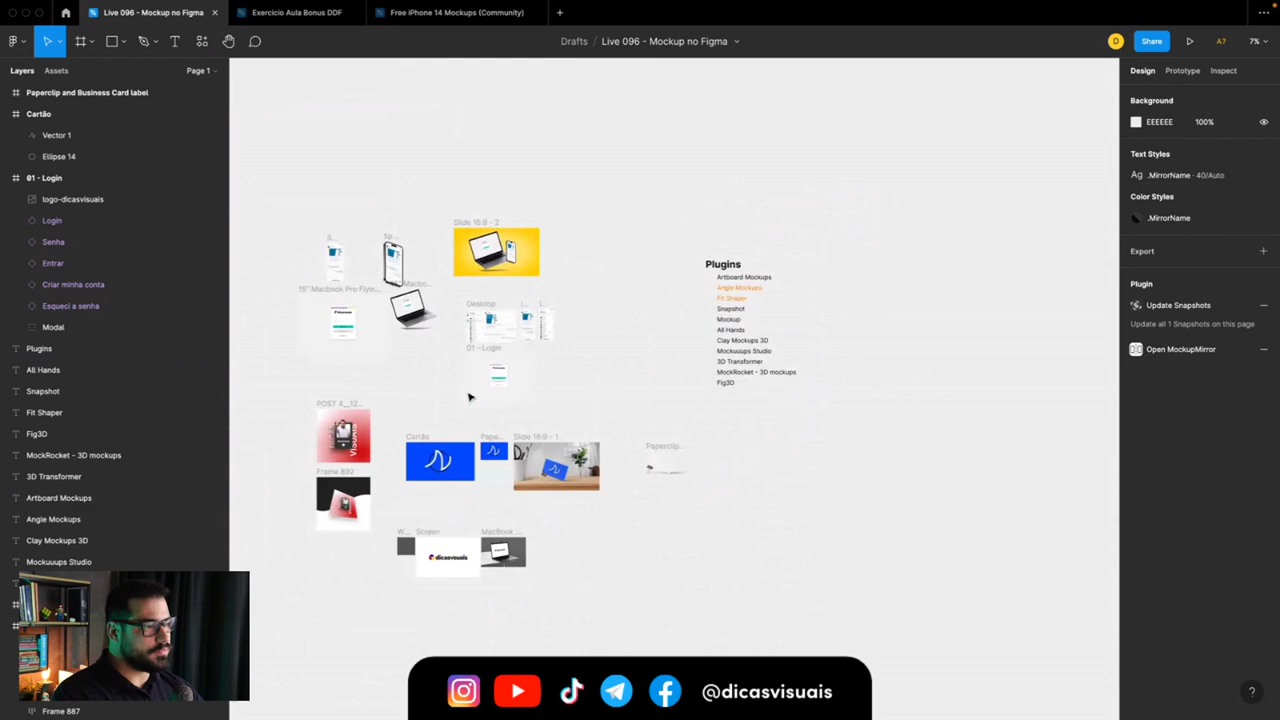 Live 096 - Mockup no Figma
Exercício Aula Bonus DDF
Free iPhone 14 Mockups (Community)
Drafts / Live 096 - Mockup no Figma
D
Share
A?
7%
Layers
Assets
Page 1
Design
Prototype
Inspect
Paperclip and Business Card label
Cartão
Vector 1
Ellipse 14
01 - Login
logo-dicasvisuais
Login
Senha
Entrar
Criar minha conta
Esqueci a senha
Modal
Plugins
All Hands
Snapshot
Fit Shaper
Fig3D
MockRocket - 3D mockups
3D Transformer
Artboard Mockups
Angle Mockups
Clay Mockups 3D
Mockuuups Studio
Frame 887
S...
Sp...
Slide 16:9 - 2
15" Macbook Pro Flyin...
Desktop
I...
I...
01 - Login
POST 4__12...
Frame 892
VISUAIS
Cartão
Pape...
Slide 16:9 - 1
Paperclip...
W...
Screen
MacBook ...
dicasvisuais
Plugins
Artboard Mockups
Angle Mockups
Fit Shaper
Snapshot
Mockup
All Hands
Clay Mockups 3D
Mockuuups Studio
3D Transformer
MockRocket - 3D mockups
Fig3D
Background
EEEEEE
100%
Text Styles
Ag .MirrorName · 40/Auto
Color Styles
.MirrorName
Export
Plugin
Update Snapshots
Update all 1 Snapshots on this page
Open MockupMirror
@dicasvisuais
?